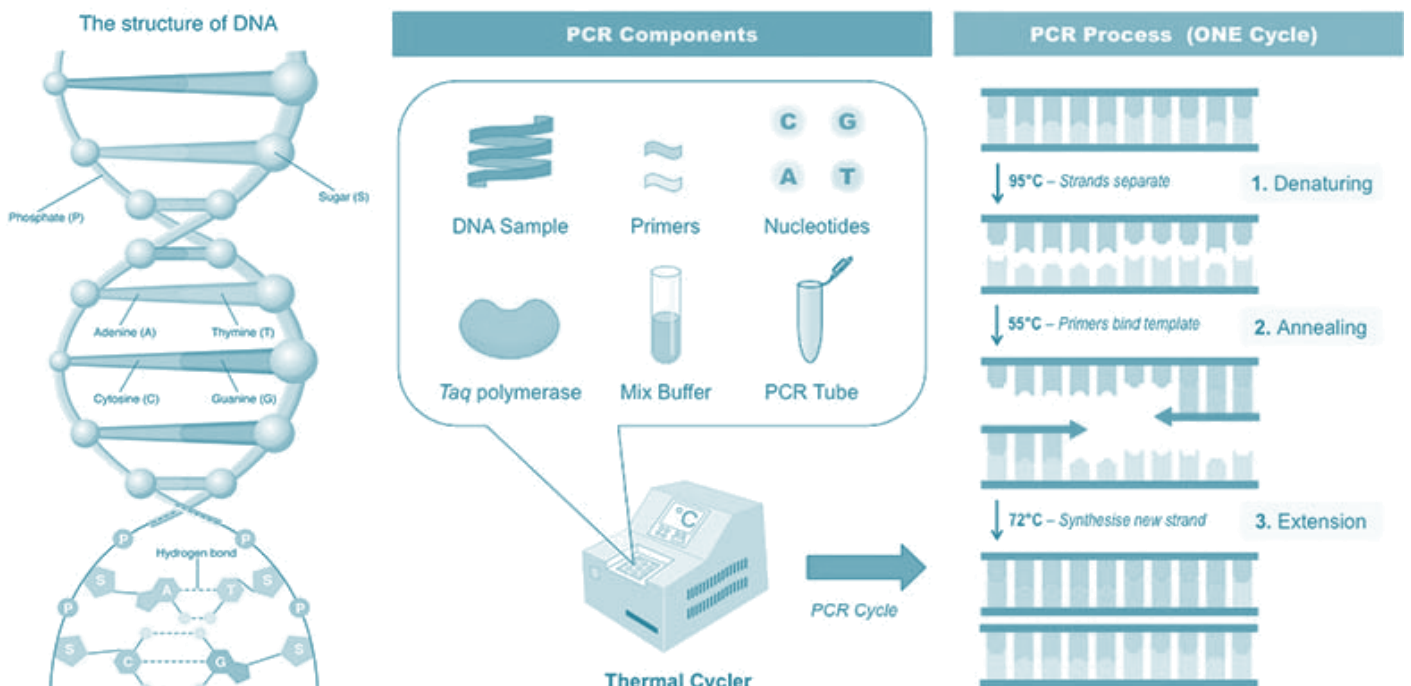 The structure of DNA
Phosphate (P)
Sugar (S)
Adenine (A)
Thymine (T)
Cytosine (C)
Guanine (G)
P
P
Hydrogen bond
S
A
T
S
P
P
S
C
G
S
PCR Components
DNA Sample
Primers
C G
A T
Nucleotides
Taq polymerase
Mix Buffer
PCR Tube
°C
Thermal Cycler
PCR Cycle
PCR Process (ONE Cycle)
95°C – Strands separate
1. Denaturing
55°C – Primers bind template
2. Annealing
72°C – Synthesise new strand
3. Extension